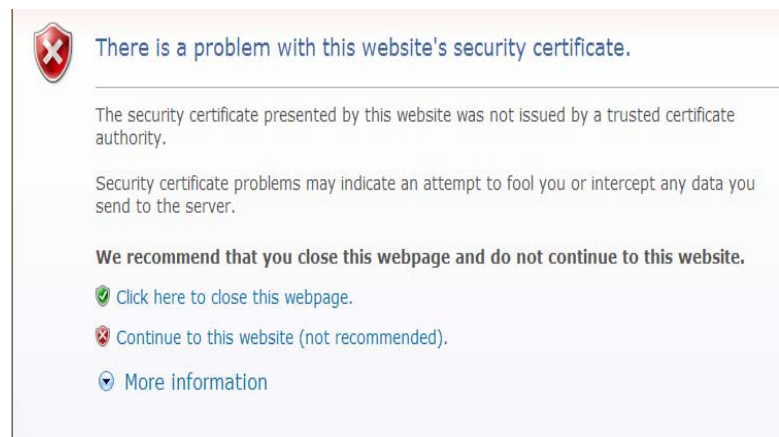 There is a problem with this website's security certificate.
The security certificate presented by this website was not issued by a trusted certificate
authority.
Security certificate problems may indicate an attempt to fool you or intercept any data you
send to the server.
We recommend that you close this webpage and do not continue to this website.
Click here to close this webpage.
Continue to this website (not recommended).
More information